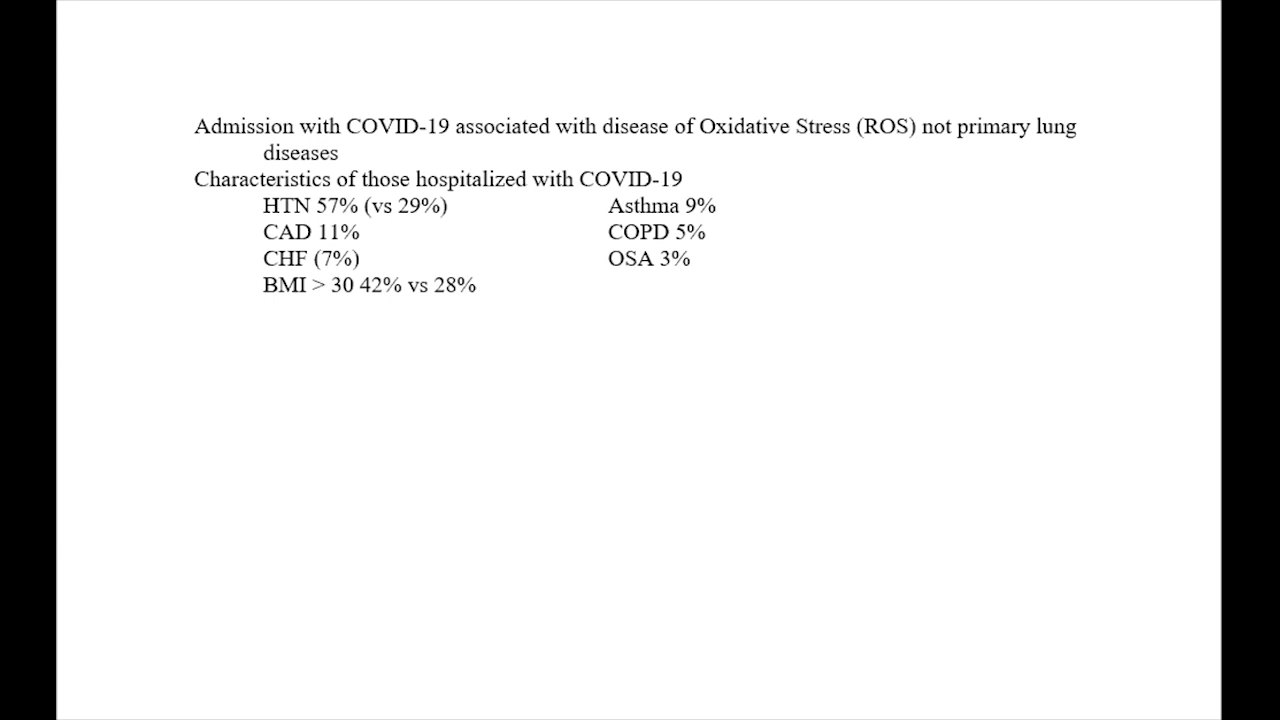 Admission with COVID-19 associated with disease of Oxidative Stress (ROS) not primary lung
diseases
Characteristics of those hospitalized with COVID-19
HTN 57% (vs 29%) Asthma 9%
CAD 11% COPD 5%
CHF (7%) OSA 3%
BMI > 30 42% vs 28%